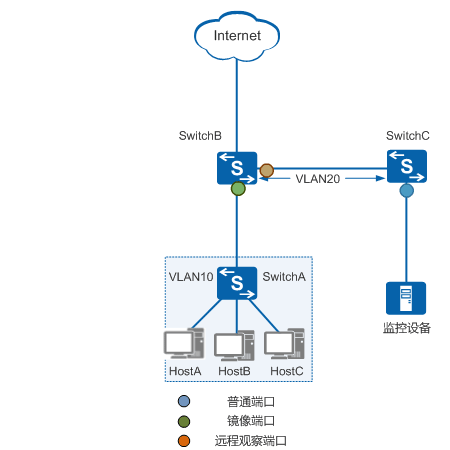 Internet
SwitchB
SwitchC
S
S
VLAN20
VLAN10
S
SwitchA
监控设备
HostA
HostB
HostC
普通端口
镜像端口
远程观察端口